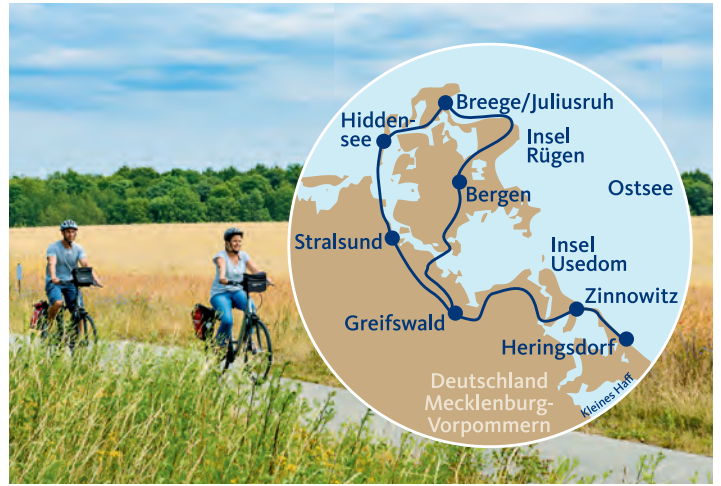 Breege/Juliusruh
Hidden-
see
Insel
Rügen
Bergen
Ostsee
Stralsund
Insel
Usedom
Zinnowitz
Greifswald
Heringsdorf
Kleines Haff
Deutschland
Mecklenburg-
Vorpommern